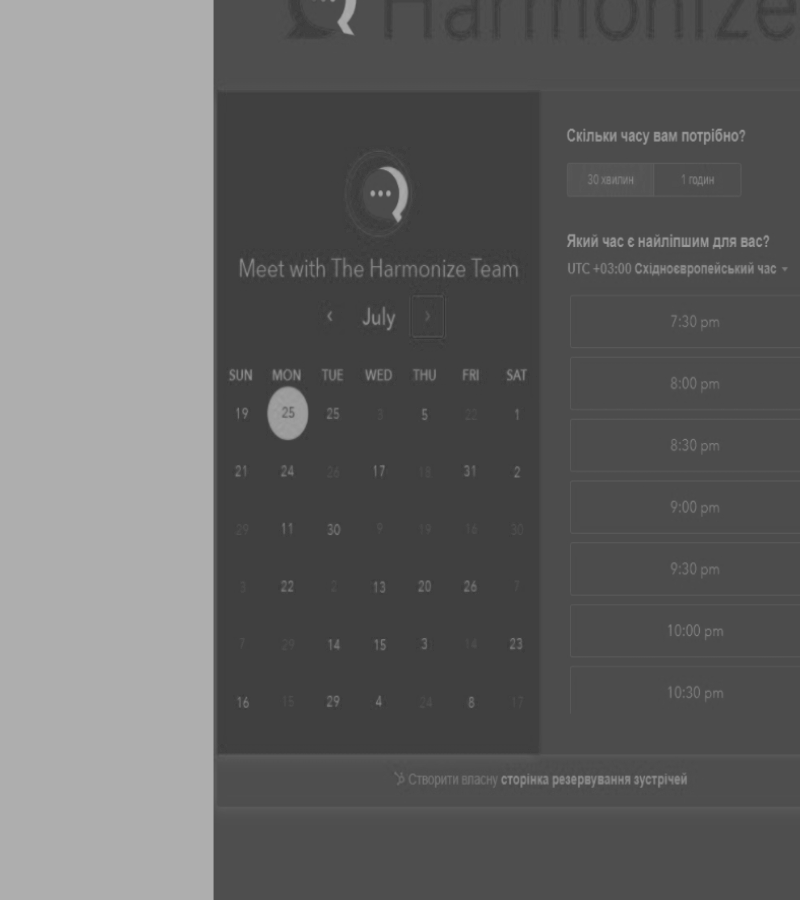 Harmonize
Meet with The Harmonize Team
July
SUN MON TUE WED THU FRI SAT
19 25 25 3 5 22 1
21 24 26 17 18 31 2
29 11 30 9 19 16 30
3 22 2 13 20 26 7
7 29 14 15 3 14 23
16 15 29 4 24 8 17
Скільки часу вам потрібно?
30 хвилин 1 годин
Який час є найліпшим для вас?
UTC +03:00 Східноєвропейський час
7:30 pm
8:00 pm
8:30 pm
9:00 pm
9:30 pm
10:00 pm
10:30 pm
Створити власну сторінка резервування зустрічей